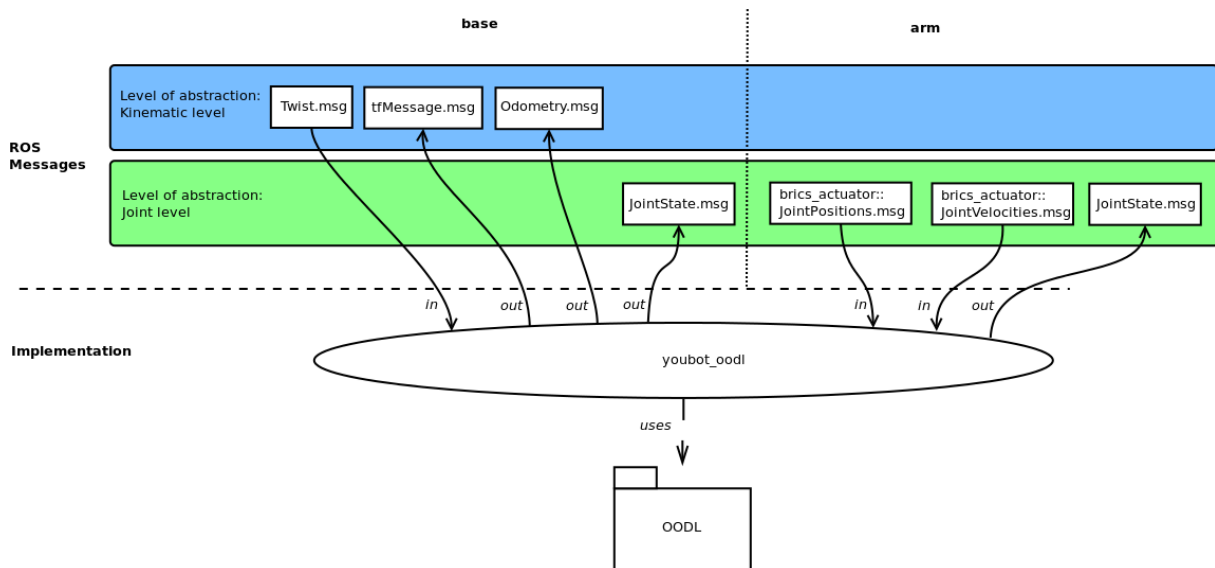 base
arm
Level of abstraction:
Kinematic level
Twist.msg
tfMessage.msg
Odometry.msg
ROS
Messages
Level of abstraction:
Joint level
JointState.msg
brics_actuator::
JointPositions.msg
brics_actuator::
JointVelocities.msg
JointState.msg
in
out
out
out
in
in
out
Implementation
youbot_oodl
uses
OODL